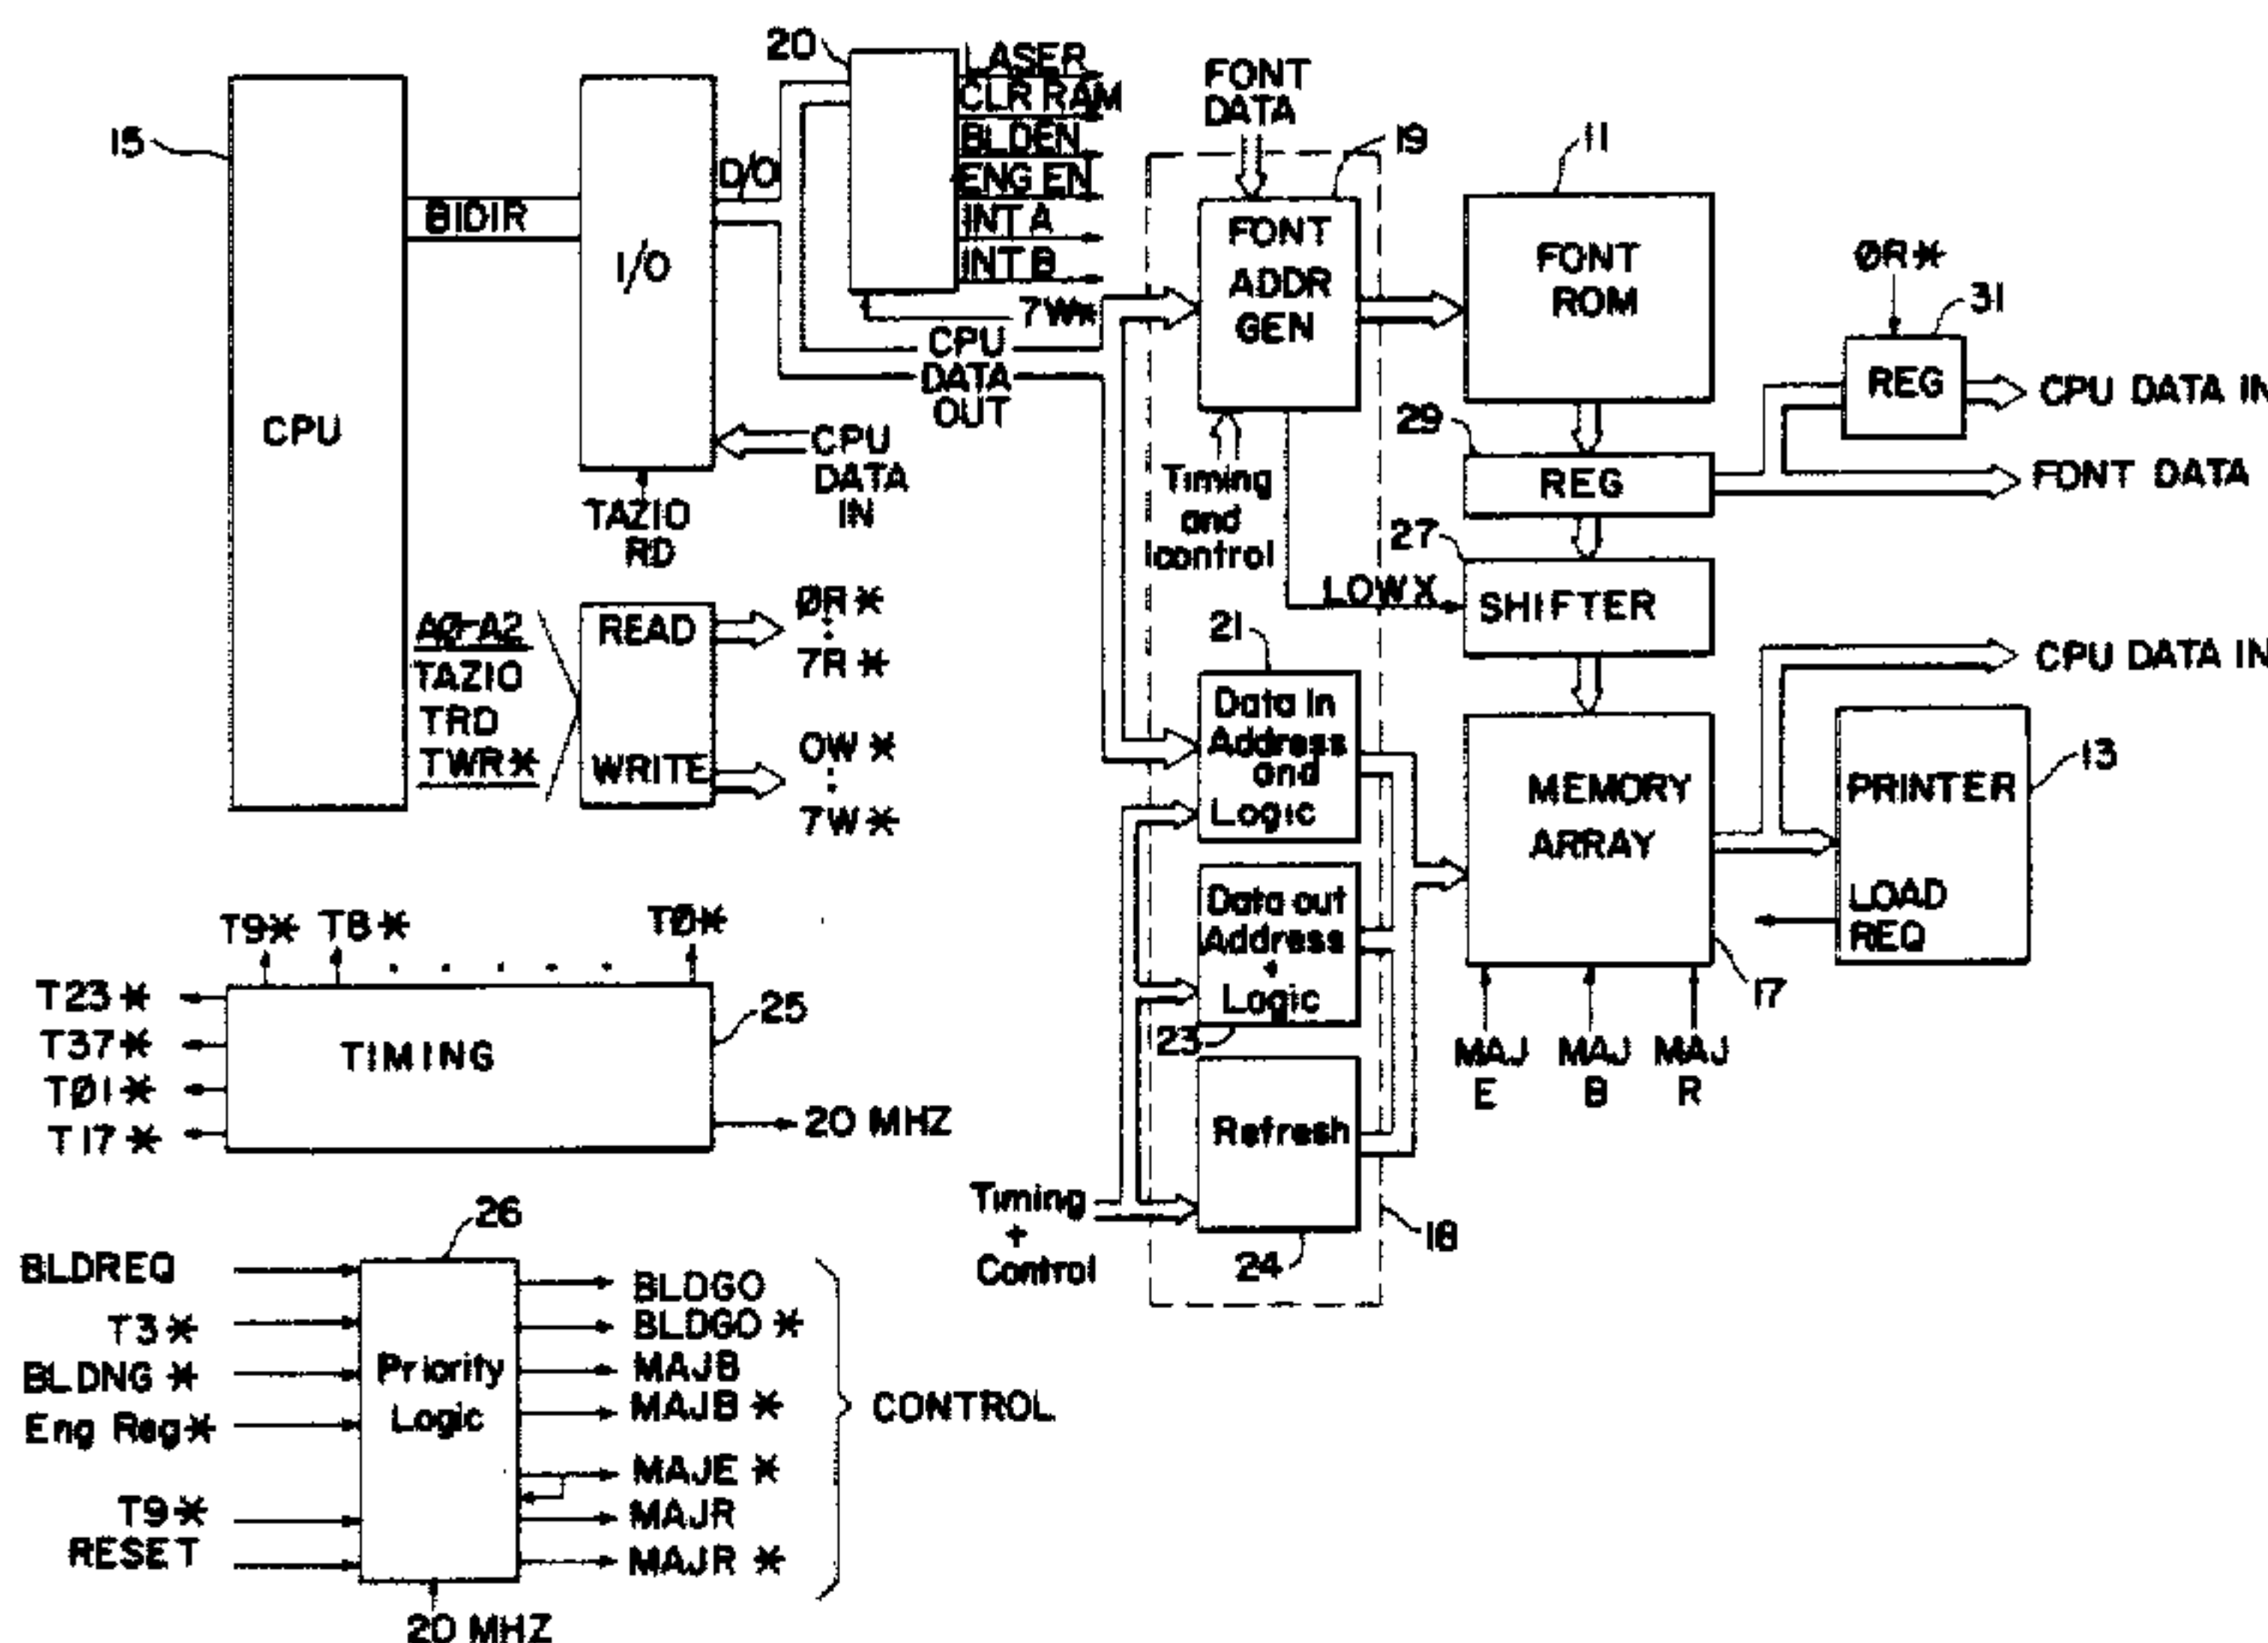 15
CPU
BIDIR
I/O
D/O
20
LASER
CLR RAM
BLDEN
ENG EN
INT A
INT B
7W*
CPU
DATA
OUT
CPU
DATA
IN
TAZIO
RD
A0-A2
TAZIO
TRD
TWR*
READ
WRITE
ØR*
7R*
0W*
7W*
FONT
DATA
19
FONT
ADDR
GEN
Timing
and
control
LOW X
11
FONT
ROM
29
REG
27
SHIFTER
ØR*
31
REG
CPU DATA IN
FONT DATA
CPU DATA IN
21
Data in
Address
and
Logic
Data out
Address
+
Logic
23
Refresh
24
18
Timing
+
Control
MEMORY
ARRAY
17
MAJ
E
MAJ
B
MAJ
R
PRINTER
LOAD
REQ
13
T9*
T8*
TØ*
T23*
T37*
TØ1*
T17*
TIMING
25
20 MHZ
26
BLDREQ
T3*
BLDNG*
Eng Req*
T9*
RESET
Priority
Logic
20 MHZ
BLDGO
BLDGO*
MAJB
MAJB*
MAJE*
MAJR
MAJR*
CONTROL